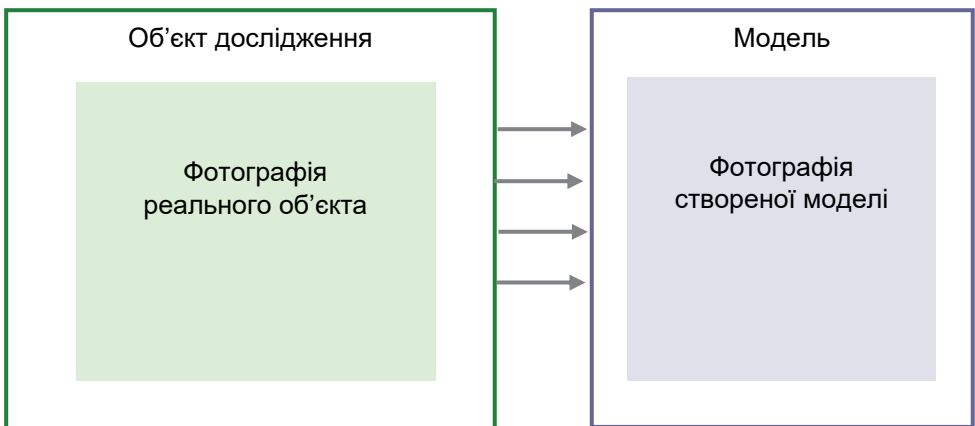 Об’єкт дослідження
Фотографія
реального об’єкта
Модель
Фотографія
створеної моделі